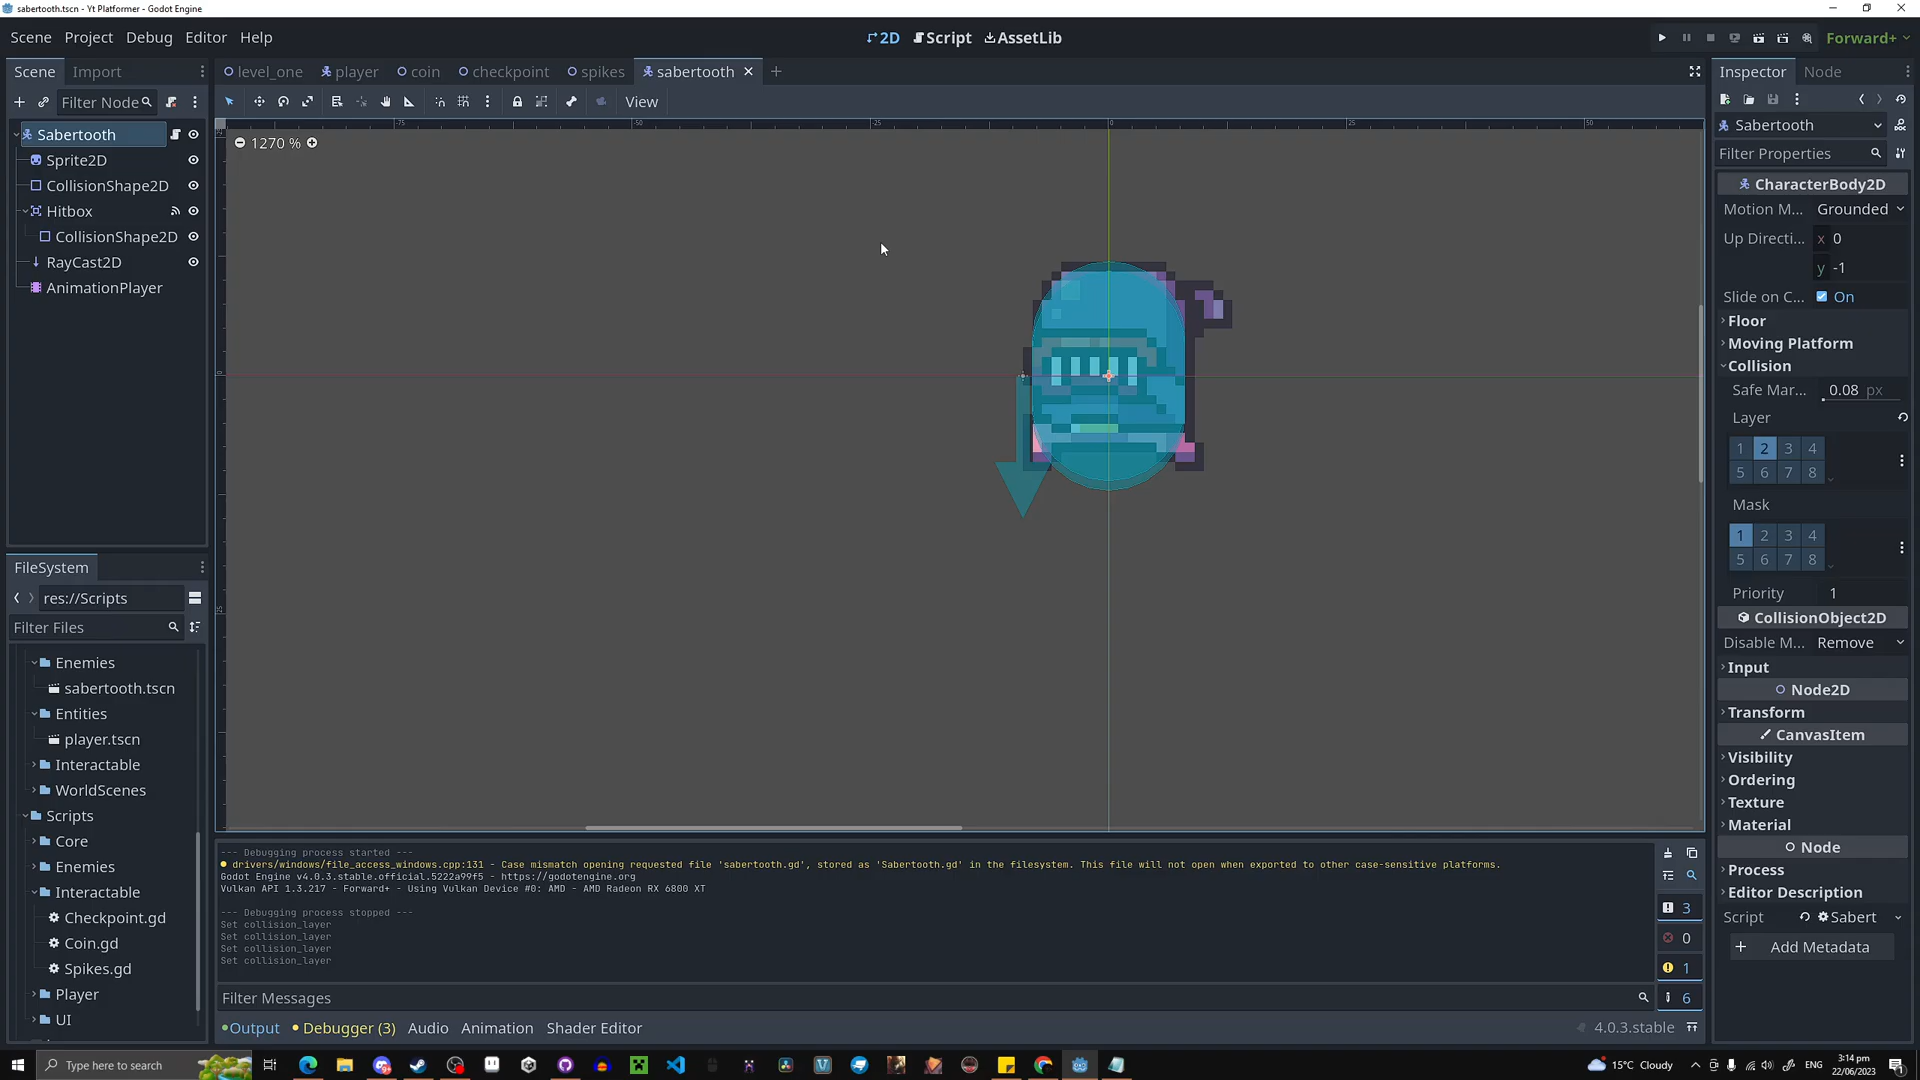 sabertooth.tscn - Yt Platformer - Godot Engine
Scene Project Debug Editor Help
2D Script AssetLib
Forward+
Scene Import
level_one player coin checkpoint spikes sabertooth
Inspector Node
Filter Node
View
Sabertooth
Sabertooth
Sprite2D
CollisionShape2D
Hitbox
CollisionShape2D
RayCast2D
AnimationPlayer
1270 %
-75 -50 -25 0 25 50
Filter Properties
CharacterBody2D
Motion M... Grounded
Up Directi... x 0
y -1
Slide on C... On
Floor
Moving Platform
Collision
Safe Mar... 0.08 px
Layer
1 2 3 4
5 6 7 8
Mask
1 2 3 4
5 6 7 8
Priority 1
CollisionObject2D
Disable M... Remove
Input
Node2D
Transform
CanvasItem
Visibility
Ordering
Texture
Material
Node
Process
Editor Description
Script Sabert
Add Metadata
FileSystem
res://Scripts
Filter Files
Enemies
sabertooth.tscn
Entities
player.tscn
Interactable
WorldScenes
Scripts
Core
Enemies
Interactable
Checkpoint.gd
Coin.gd
Spikes.gd
Player
UI
--- Debugging process started ---
drivers/windows/file_access_windows.cpp:131 - Case mismatch opening requested file 'sabertooth.gd', stored as 'Sabertooth.gd' in the filesystem. This file will not open when exported to other case-sensitive platforms.
Godot Engine v4.0.3.stable.official.5222a99f5 - https://godotengine.org
Vulkan API 1.3.217 - Forward+ - Using Vulkan Device #0: AMD - AMD Radeon RX 6800 XT
--- Debugging process stopped ---
Set collision_layer
Set collision_layer
Set collision_layer
Set collision_layer
3
0
1
6
Filter Messages
Output Debugger (3) Audio Animation Shader Editor
4.0.3.stable
Type here to search
15°C Cloudy
ENG
3:14 pm
22/06/2023